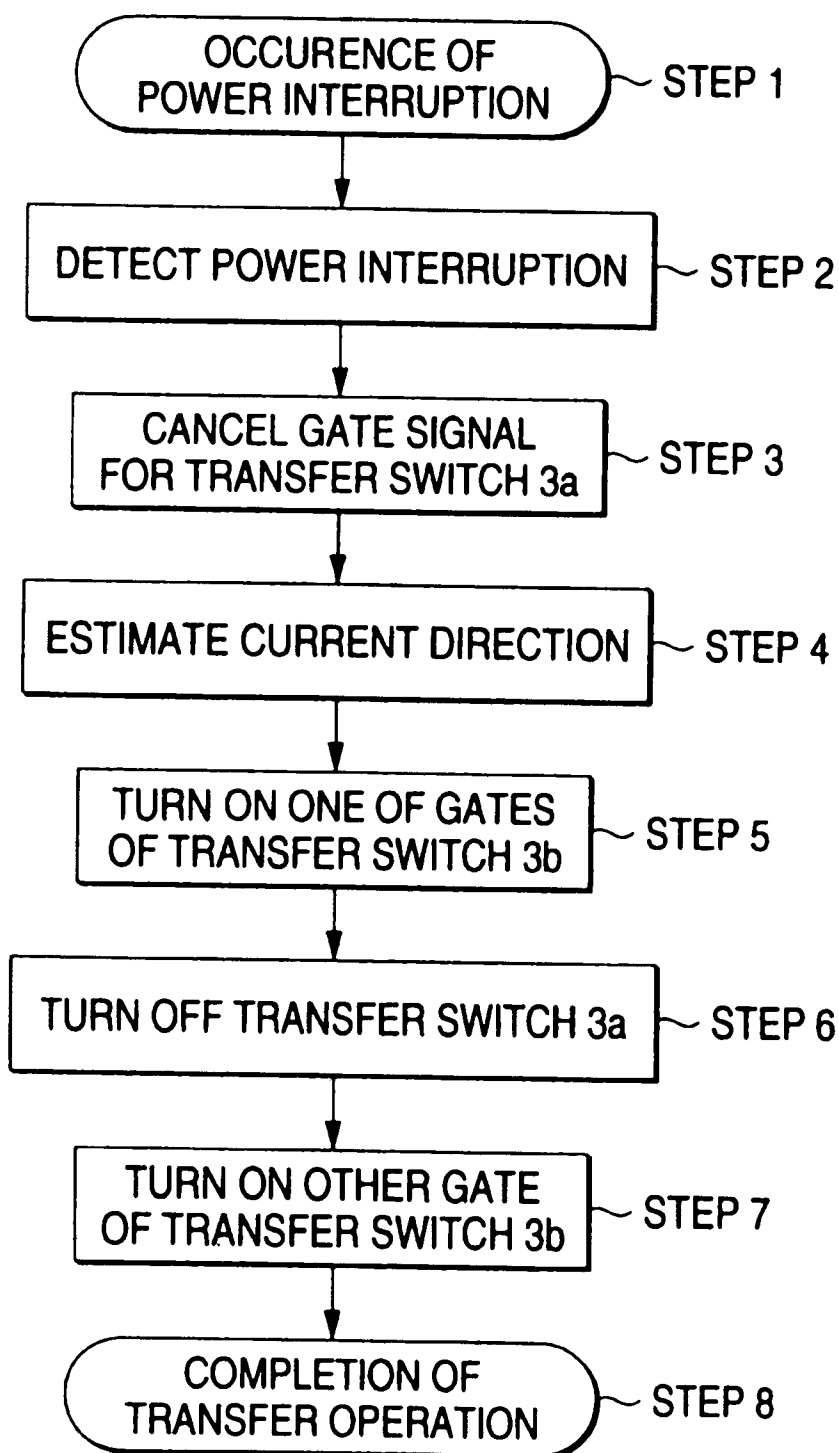 OCCURENCE OF
POWER INTERRUPTION
STEP 1
DETECT POWER INTERRUPTION
STEP 2
CANCEL GATE SIGNAL
FOR TRANSFER SWITCH 3a
STEP 3
ESTIMATE CURRENT DIRECTION
STEP 4
TURN ON ONE OF GATES
OF TRANSFER SWITCH 3b
STEP 5
TURN OFF TRANSFER SWITCH 3a
STEP 6
TURN ON OTHER GATE
OF TRANSFER SWITCH 3b
STEP 7
COMPLETION OF
TRANSFER OPERATION
STEP 8